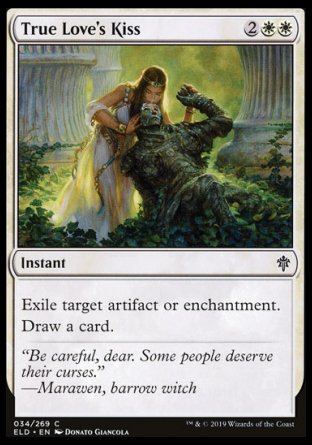 True Love's Kiss 2
Instant
Exile target artifact or enchantment.
Draw a card.
"Be careful, dear. Some people deserve
their curses."
—Marawen, barrow witch
034/269 C
ELD • EN DONATO GIANCOLA
™ & © 2019 Wizards of the Coast